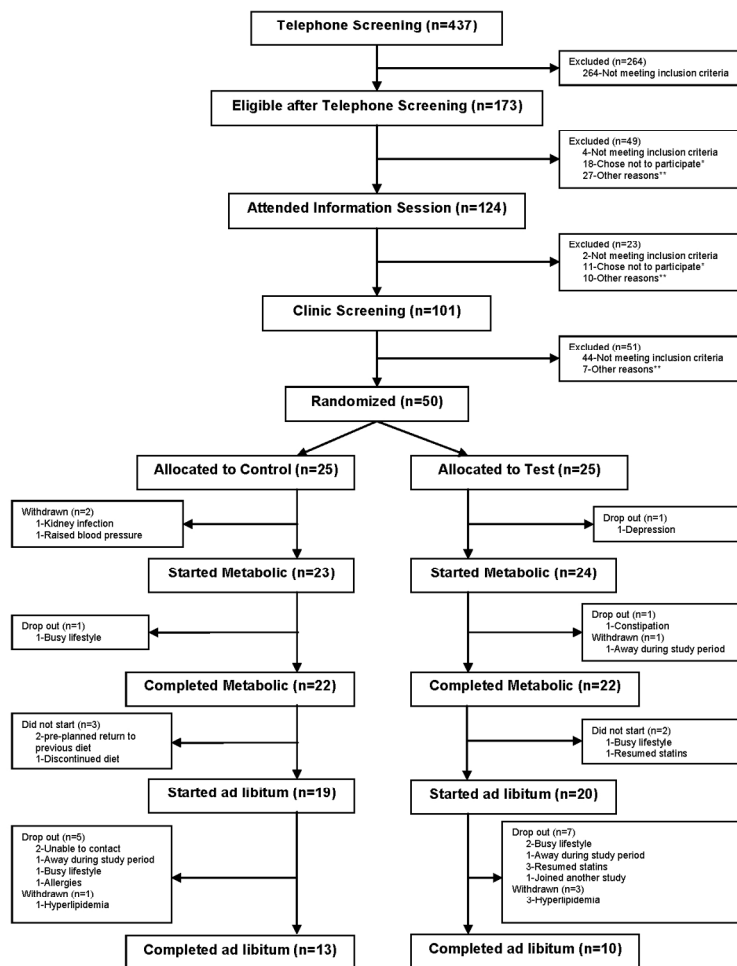 Telephone Screening (n=437)
Excluded (n=264)
264-Not meeting inclusion criteria
Eligible after Telephone Screening (n=173)
Excluded (n=49)
4-Not meeting inclusion criteria
18-Chose not to participate*
27-Other reasons**
Attended Information Session (n=124)
Excluded (n=23)
2-Not meeting inclusion criteria
11-Chose not to participate*
10-Other reasons**
Clinic Screening (n=101)
Excluded (n=51)
44-Not meeting inclusion criteria
7-Other reasons**
Randomized (n=50)
Allocated to Control (n=25)
Allocated to Test (n=25)
Withdrawn (n=2)
1-Kidney infection
1-Raised blood pressure
Drop out (n=1)
1-Depression
Started Metabolic (n=23)
Started Metabolic (n=24)
Drop out (n=1)
1-Busy lifestyle
Drop out (n=1)
1-Constipation
Withdrawn (n=1)
1-Away during study period
Completed Metabolic (n=22)
Completed Metabolic (n=22)
Did not start (n=3)
2-pre-planned return to
previous diet
1-Discontinued diet
Did not start (n=2)
1-Busy lifestyle
1-Resumed statins
Started ad libitum (n=19)
Started ad libitum (n=20)
Drop out (n=5)
2-Unable to contact
1-Away during study period
1-Busy lifestyle
1-Allergies
Withdrawn (n=1)
1-Hyperlipidemia
Drop out (n=7)
2-Busy lifestyle
1-Away during study period
3-Resumed statins
1-Joined another study
Withdrawn (n=3)
3-Hyperlipidemia
Completed ad libitum (n=13)
Completed ad libitum (n=10)